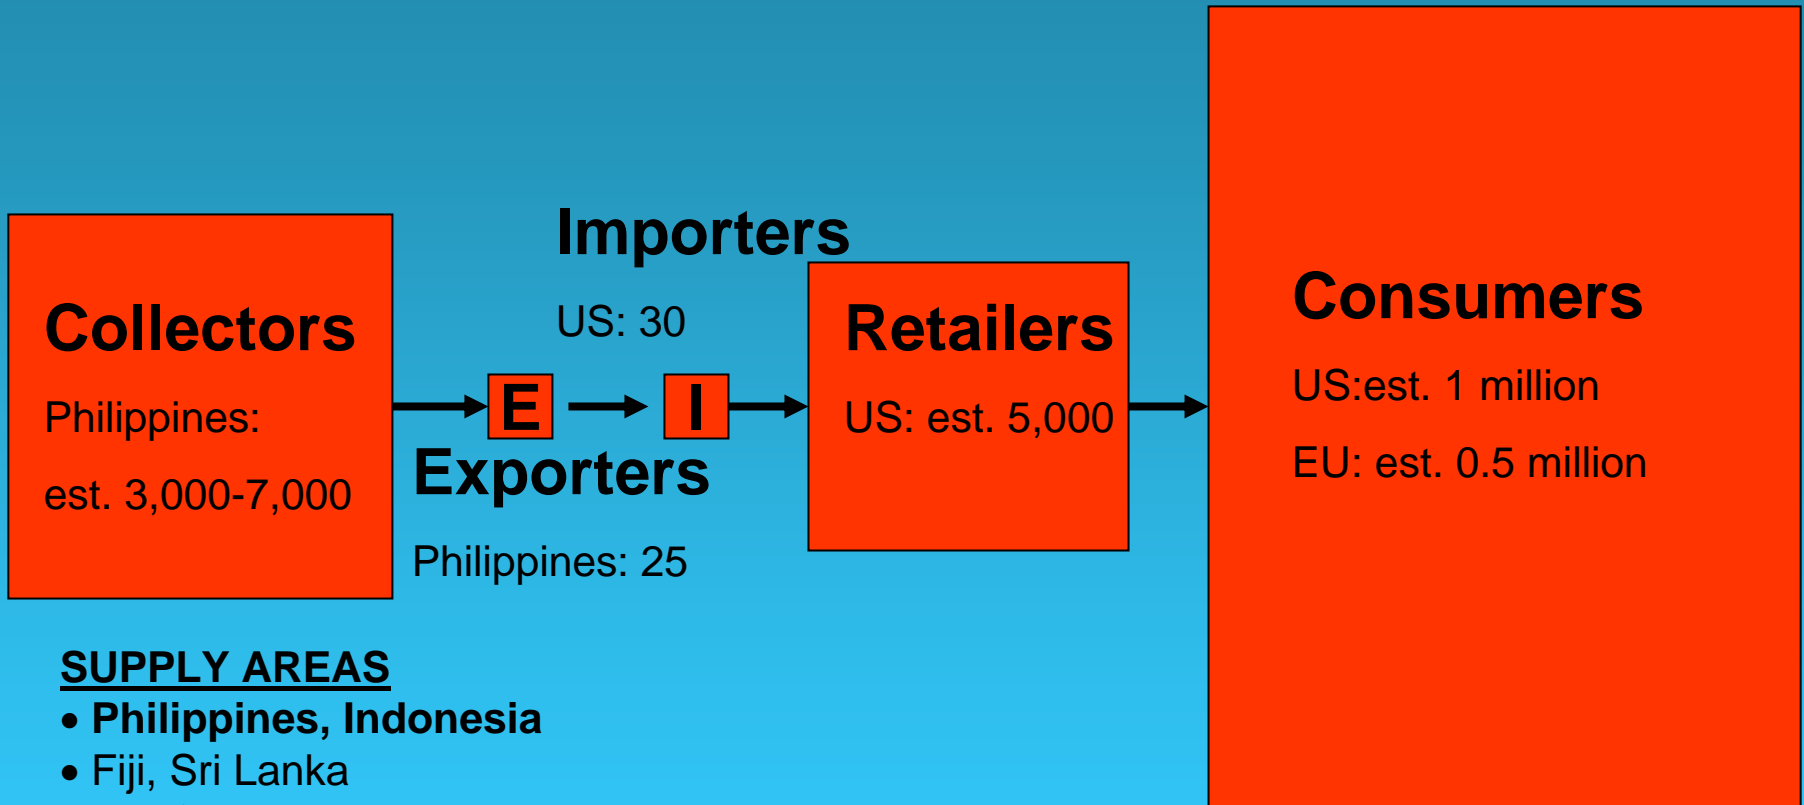 Collectors
Philippines:
est. 3,000-7,000
E
Exporters
Philippines: 25
Importers
US: 30
I
Retailers
US: est. 5,000
Consumers
US:est. 1 million
EU: est. 0.5 million
SUPPLY AREAS
• Philippines, Indonesia
• Fiji, Sri Lanka